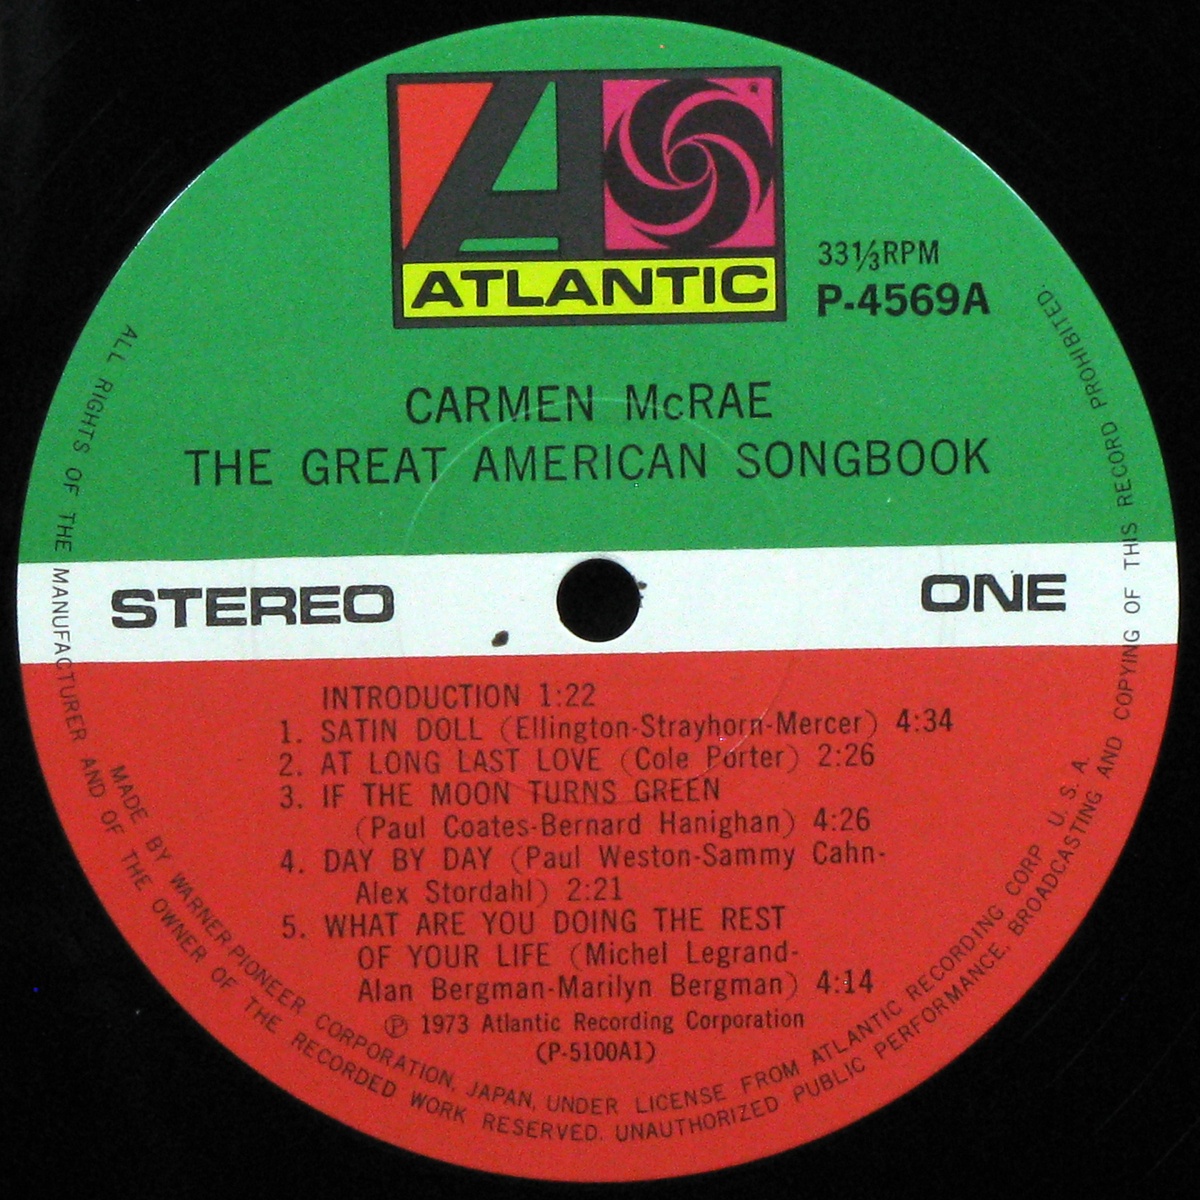 ATLANTIC
33⅓RPM
P-4569A
CARMEN McRAE
THE GREAT AMERICAN SONGBOOK
STEREO
ONE
INTRODUCTION 1:22
1. SATIN DOLL (Ellington-Strayhorn-Mercer) 4:34
2. AT LONG LAST LOVE (Cole Porter) 2:26
3. IF THE MOON TURNS GREEN
(Paul Coates-Bernard Hanighan) 4:26
4. DAY BY DAY (Paul Weston-Sammy Cahn-
Alex Stordahl) 2:21
5. WHAT ARE YOU DOING THE REST
OF YOUR LIFE (Michel Legrand-
Alan Bergman-Marilyn Bergman) 4:14
Ⓟ 1973 Atlantic Recording Corporation
(P-5100A1)
MADE BY WARNER-PIONEER CORPORATION, JAPAN, UNDER LICENSE FROM ATLANTIC RECORDING CORP U. S. A.
ALL RIGHTS OF THE MANUFACTURER AND OF THE OWNER OF THE RECORDED WORK RESERVED. UNAUTHORIZED PUBLIC PERFORMANCE, BROADCASTING AND COPYING OF THIS RECORD PROHIBITED.